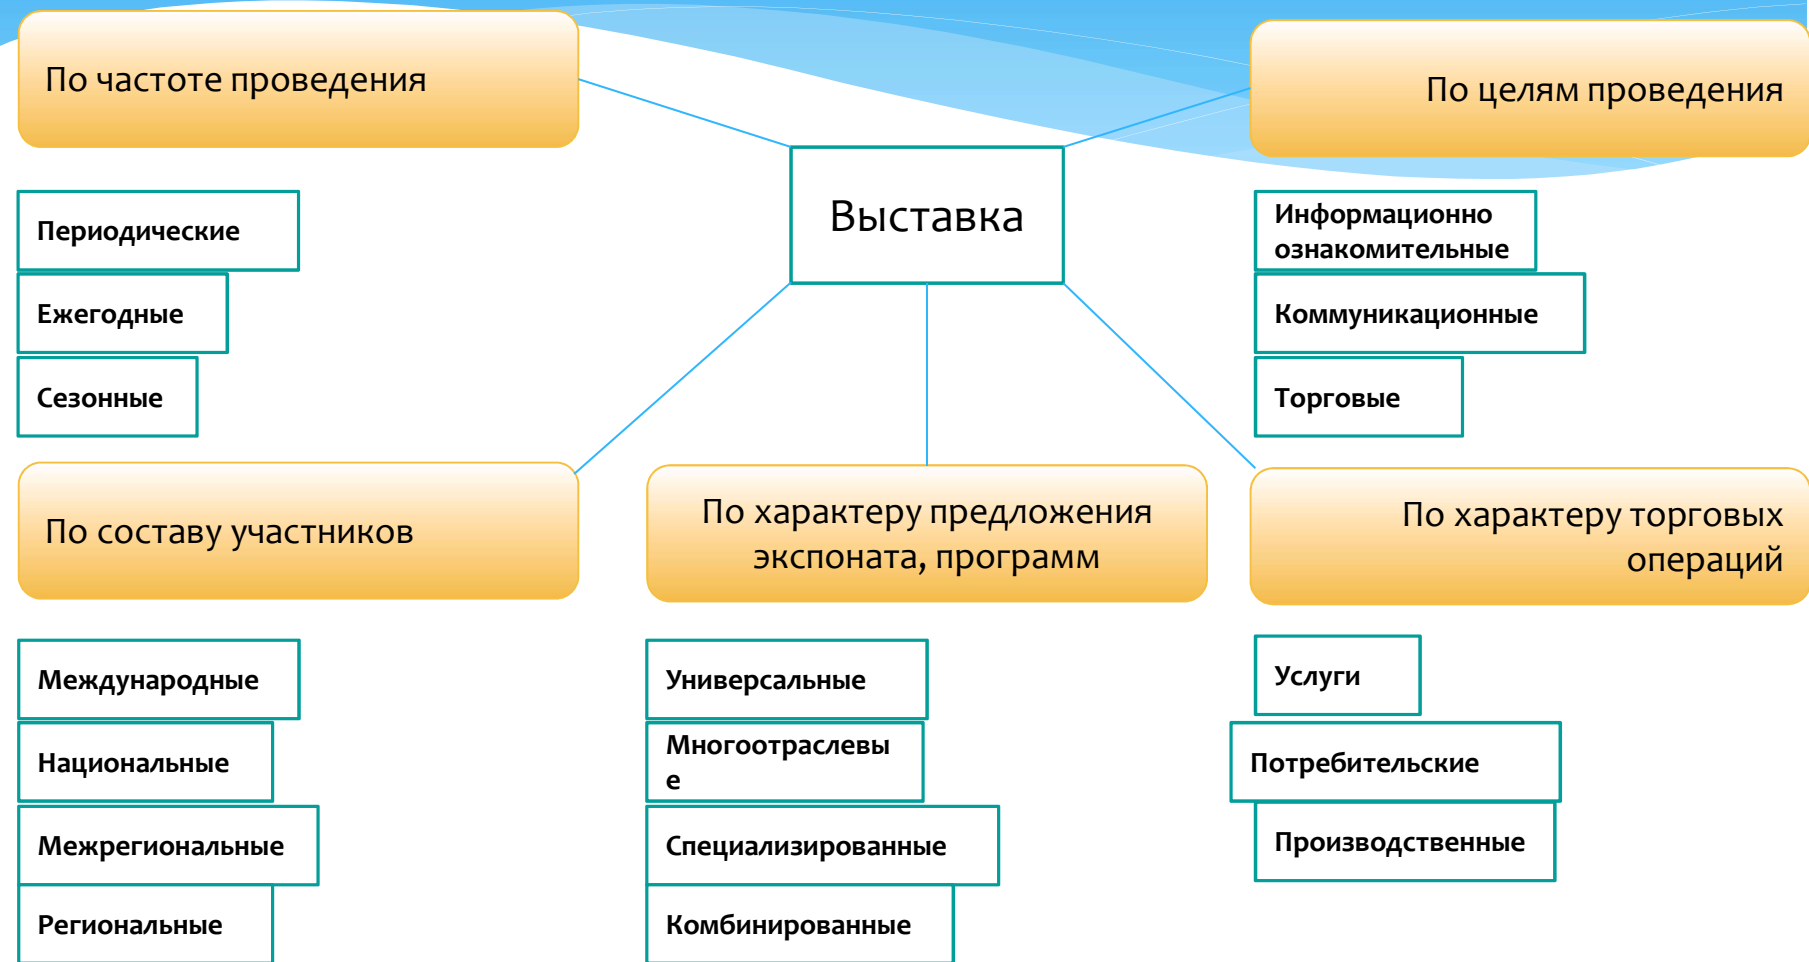 По частоте проведения
По целям проведения
Выставка
Периодические
Ежегодные
Сезонные
Информационно
ознакомительные
Коммуникационные
Торговые
По составу участников
По характеру предложения
экспоната, программ
По характеру торговых
операций
Международные
Национальные
Межрегиональные
Региональные
Универсальные
Многоотраслевы
е
Специализированные
Комбинированные
Услуги
Потребительские
Производственные